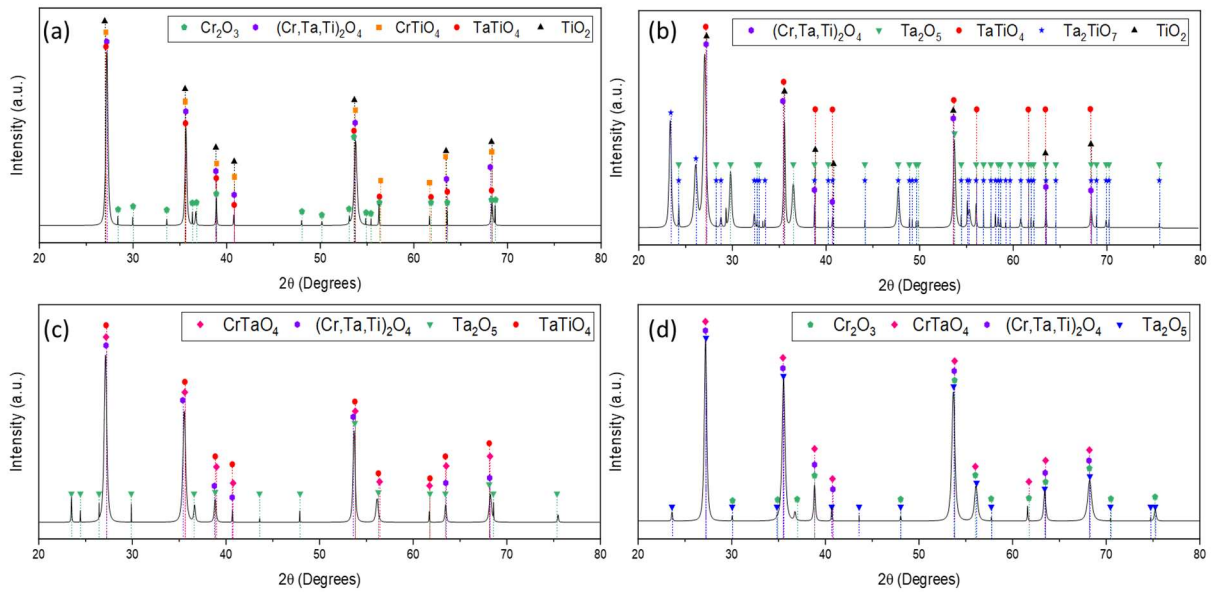 (a)
Cr₂O₃ (Cr,Ta,Ti)₂O₄ CrTiO₄ TaTiO₄ TiO₂
Intensity (a.u.)
20 30 40 50 60 70 80
2θ (Degrees)
(b)
(Cr,Ta,Ti)₂O₄ Ta₂O₅ TaTiO₄ Ta₂TiO₇ TiO₂
Intensity (a.u.)
20 30 40 50 60 70 80
2θ (Degrees)
(c)
CrTaO₄ (Cr,Ta,Ti)₂O₄ Ta₂O₅ TaTiO₄
Intensity (a.u.)
20 30 40 50 60 70 80
2θ (Degrees)
(d)
Cr₂O₃ CrTaO₄ (Cr,Ta,Ti)₂O₄ Ta₂O₅
Intensity (a.u.)
20 30 40 50 60 70 80
2θ (Degrees)